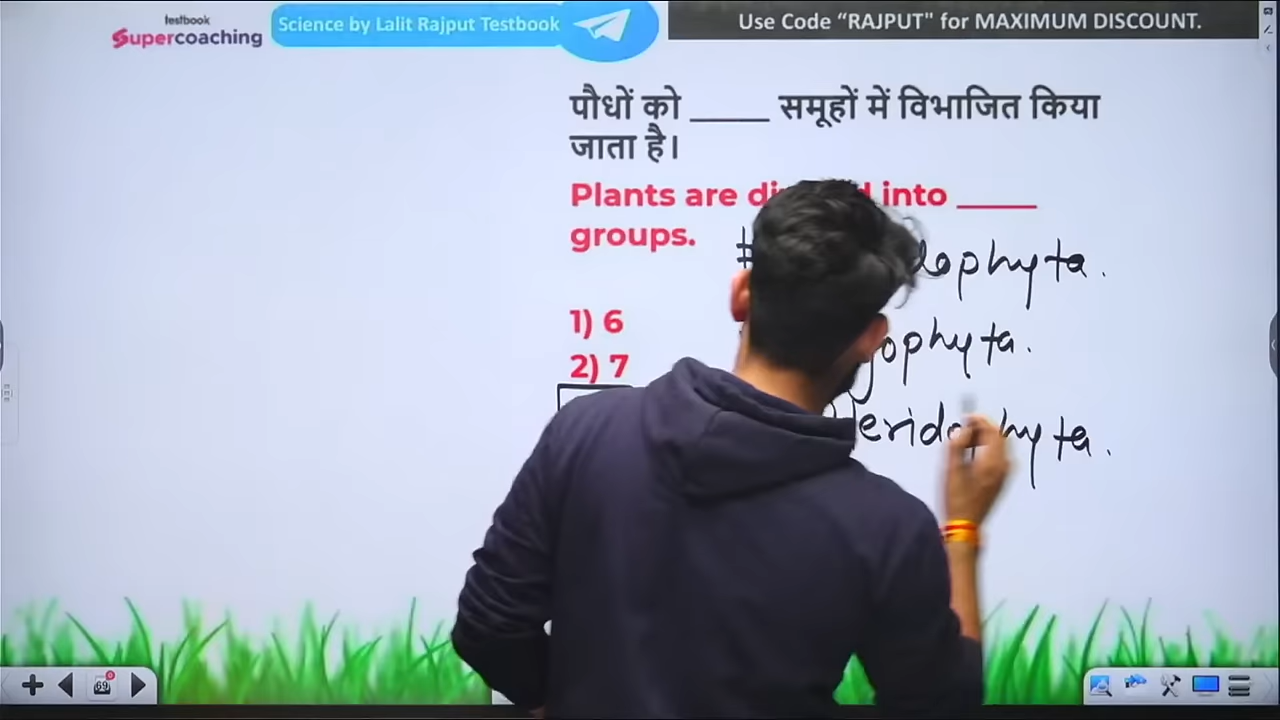 testbook
Supercoaching
Science by Lalit Rajput Testbook
Use Code “RAJPUT" for MAXIMUM DISCOUNT.
पौधों को _____ समूहों में विभाजित किया
जाता है।
Plants are into _____
groups.
1) 6
2) 7
69